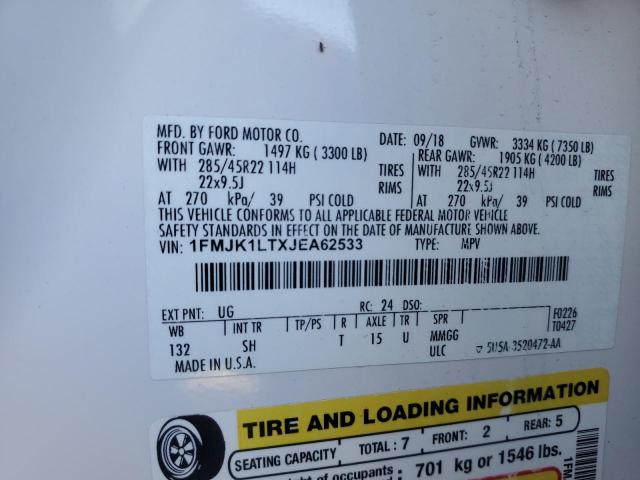 MFD. BY FORD MOTOR CO.
DATE: 09/18 GVWR: 3334 KG ( 7350 LB)
FRONT GAWR: 1497 KG ( 3300 LB) REAR GAWR: 1905 KG ( 4200 LB)
WITH 285/45R22 114H TIRES WITH 285/45R22 114H TIRES
22x9.5J RIMS 22x9.5J RIMS
AT 270 kPa/ 39 PSI COLD AT 270 kPa/ 39 PSI COLD
THIS VEHICLE CONFORMS TO ALL APPLICABLE FEDERAL MOTOR VEHICLE
SAFETY STANDARDS IN EFFECT ON THE DATE OF MANUFACTURE SHOWN ABOVE.
VIN: 1FMJK1LTXJEA62533 TYPE: MPV
EXT PNT: UG RC: 24 DSO: F0226
WB INT TR TP/PS R AXLE TR SPR T0427
132 SH T 15 U MMGG
MADE IN U.S.A. ULC
TIRE AND LOADING INFORMATION
SEATING CAPACITY TOTAL: 7 FRONT: 2 REAR: 5
of occupants 701 kg or 1546 lbs.